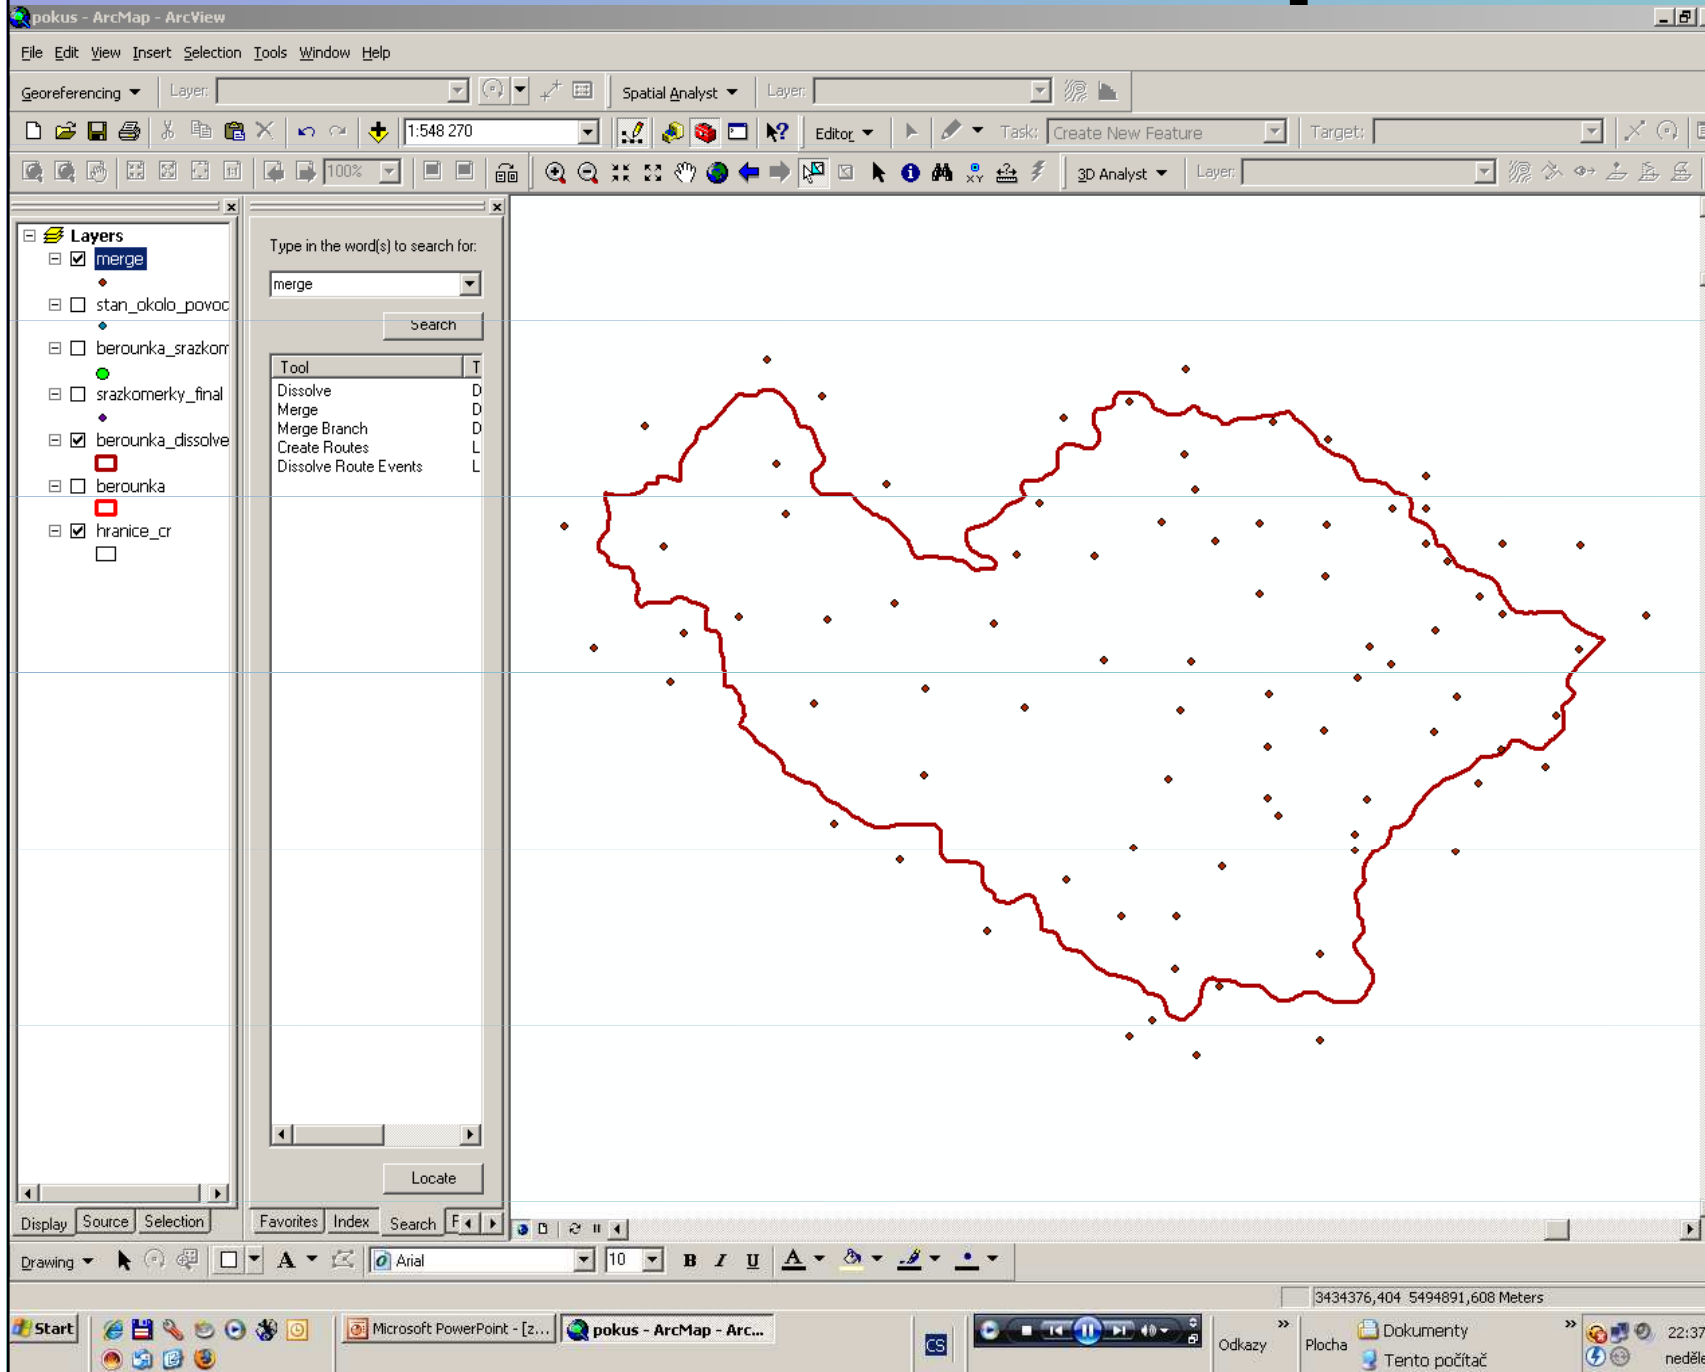 pokus - ArcMap - ArcView
File Edit View Insert Selection Tools Window Help
Georeferencing Layer: Spatial Analyst Layer:
1:548 270 Editor Task: Create New Feature Target:
100% 3D Analyst Layer:
Layers
merge
stan_okolo_povoc
berounka_srazkom
srazkomerky_final
berounka_dissolve
berounka
hranice_cr
Display Source Selection
Type in the word(s) to search for:
merge
Search
Tool T
Dissolve D
Merge D
Merge Branch D
Create Routes L
Dissolve Route Events L
Locate
Favorites Index Search F
Drawing A Arial 10 B I U A
3434376,404 5494891,608 Meters
Start Microsoft PowerPoint - [z... pokus - ArcMap - Arc... CS Odkazy Plocha Dokumenty 22:37
Tento počítač neděle